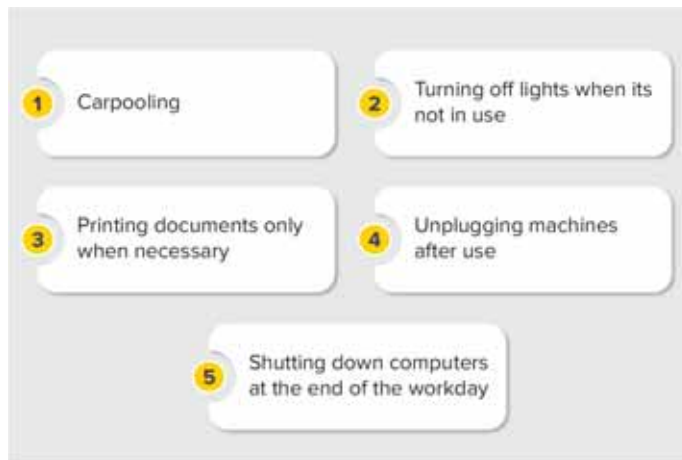 1
Carpooling
2
Turning off lights when its
not in use
3
Printing documents only
when necessary
4
Unplugging machines
after use
5
Shutting down computers
at the end of the workday